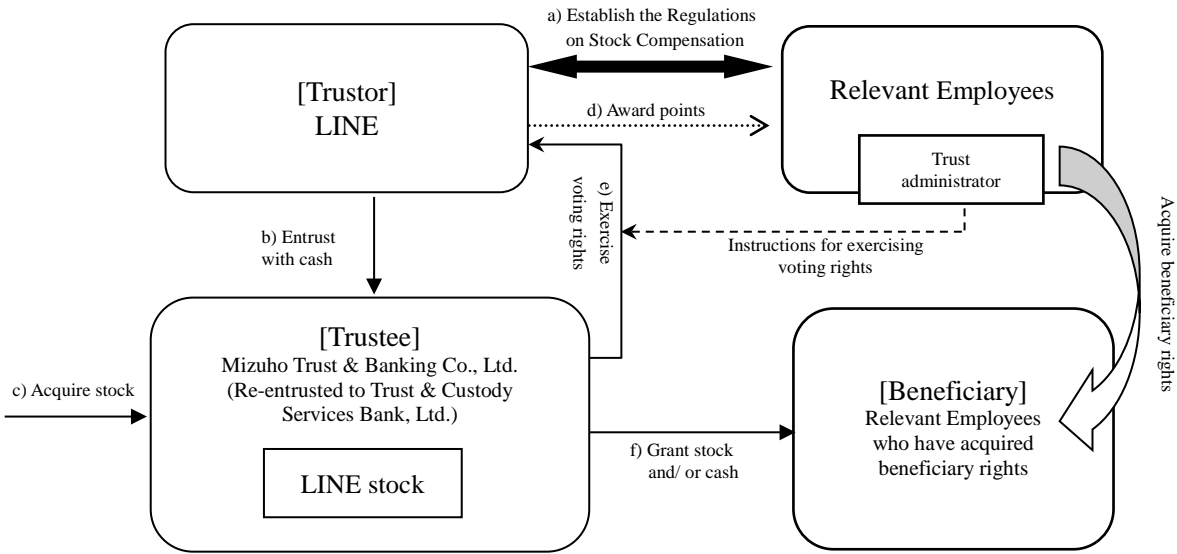 a) Establish the Regulations
on Stock Compensation
[Trustor]
LINE
Relevant Employees
d) Award points
Trust
administrator
e) Exercise
voting rights
b) Entrust
with cash
Instructions for exercising
voting rights
Acquire beneficiary rights
[Trustee]
Mizuho Trust & Banking Co., Ltd.
(Re-entrusted to Trust & Custody
Services Bank, Ltd.)
c) Acquire stock
[Beneficiary]
Relevant Employees
who have acquired
beneficiary rights
f) Grant stock
and/ or cash
LINE stock